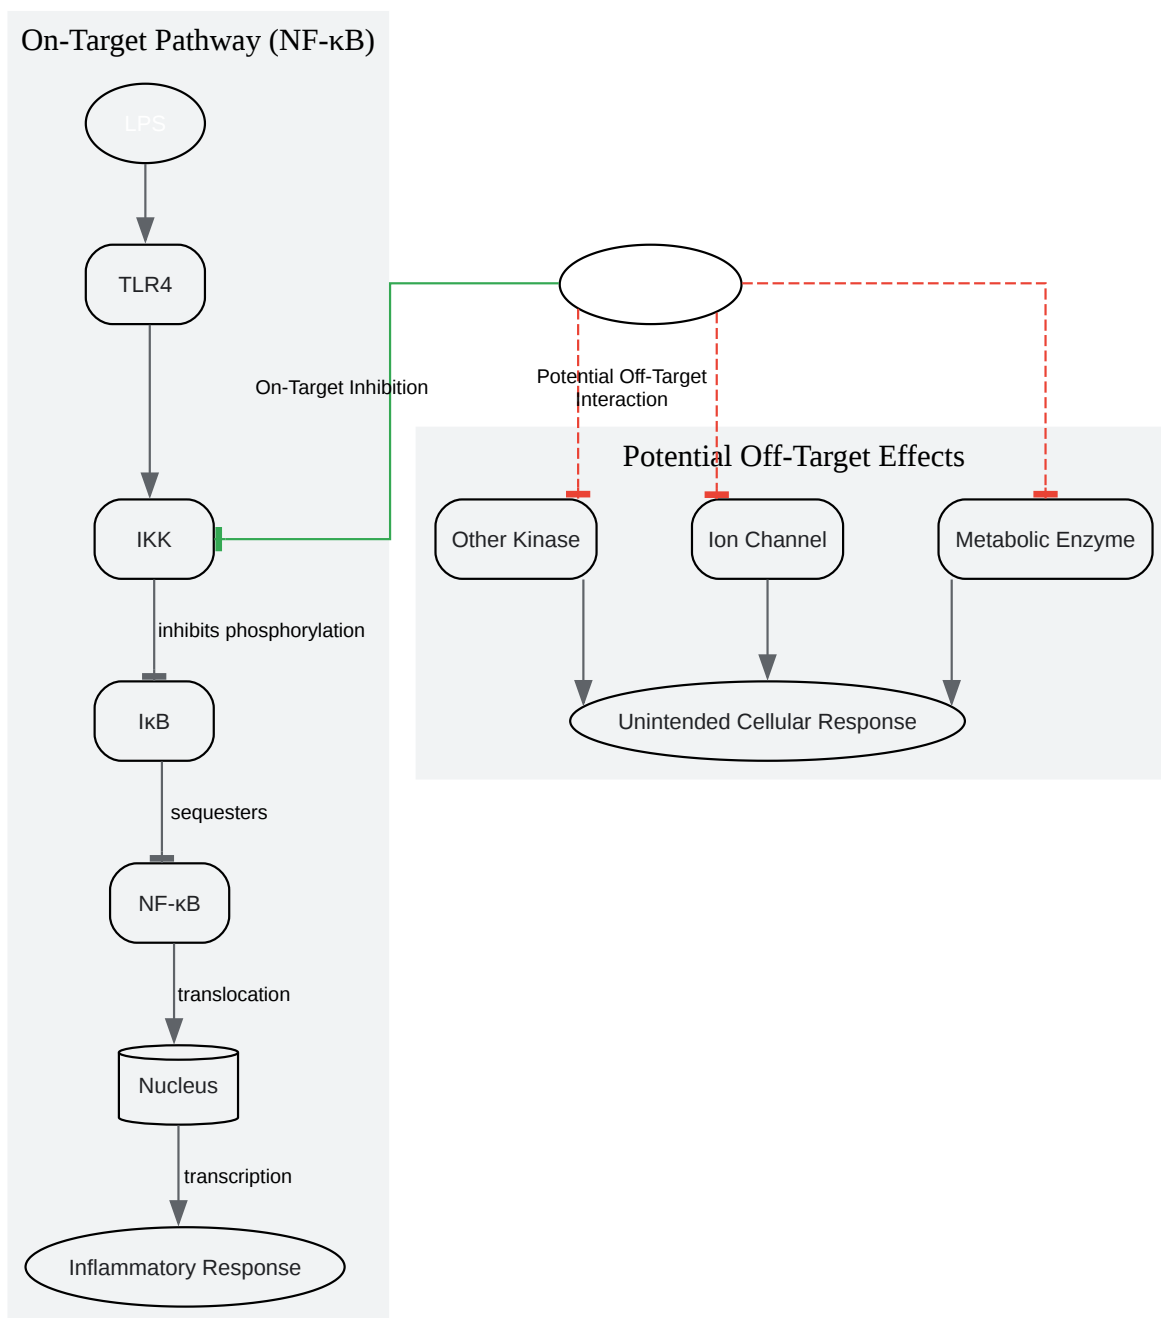 On-Target Pathway (NF-κB)
LPS
TLR4
On-Target Inhibition
Potential Off-Target
Interaction
Potential Off-Target Effects
IKK
Other Kinase
Ion Channel
Metabolic Enzyme
inhibits phosphorylation
IκB
Unintended Cellular Response
sequesters
NF-κB
translocation
Nucleus
transcription
Inflammatory Response